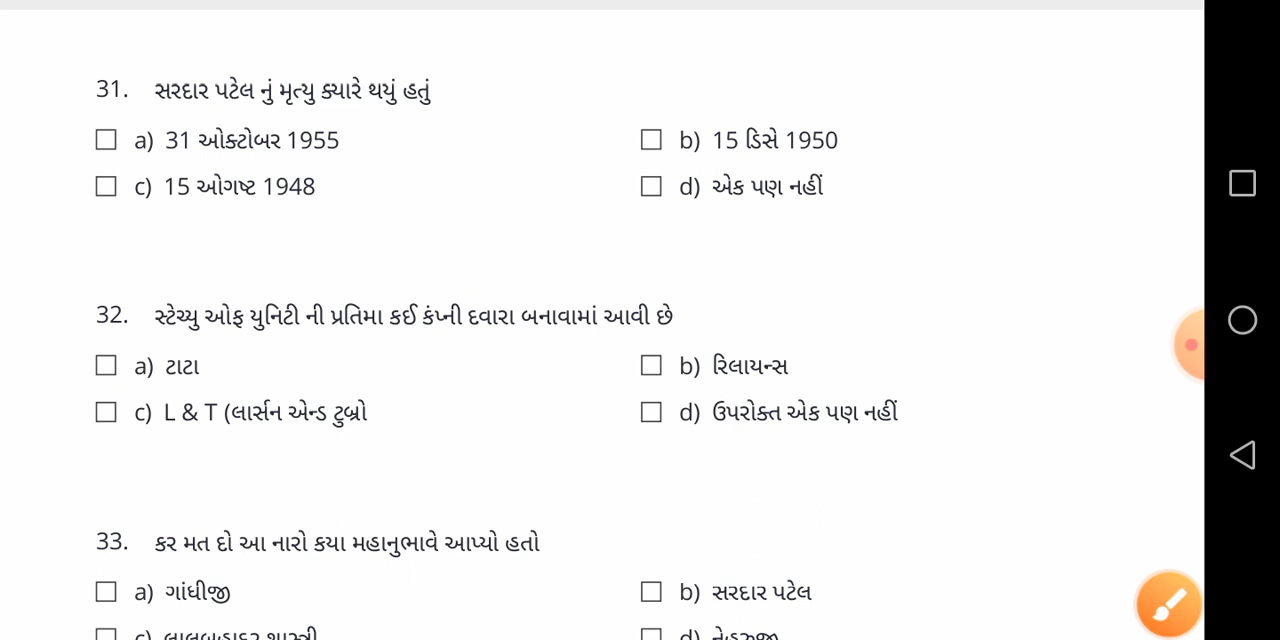 31. સરદાર પટેલ નું મૃત્યુ ક્યારે થયું હતું
a) 31 ઓક્ટોબર 1955
b) 15 ડિસે 1950
c) 15 ઓગષ્ટ 1948
d) એક પણ નહીં
32. સ્ટેચ્યુ ઓફ યુનિટી ની પ્રતિમા કઈ કંપ્ની દવારા બનાવામાં આવી છે
a) ટાટા
b) રિલાયન્સ
c) L & T (લાર્સન એન્ડ ટુબ્રો
d) ઉપરોક્ત એક પણ નહીં
33. કર મત દો આ નારો કયા મહાનુભાવે આપ્યો હતો
a) ગાંધીજી
b) સરદાર પટેલ
c) લાલબહાદુર શાસ્ત્રી
d) નેહરુજી